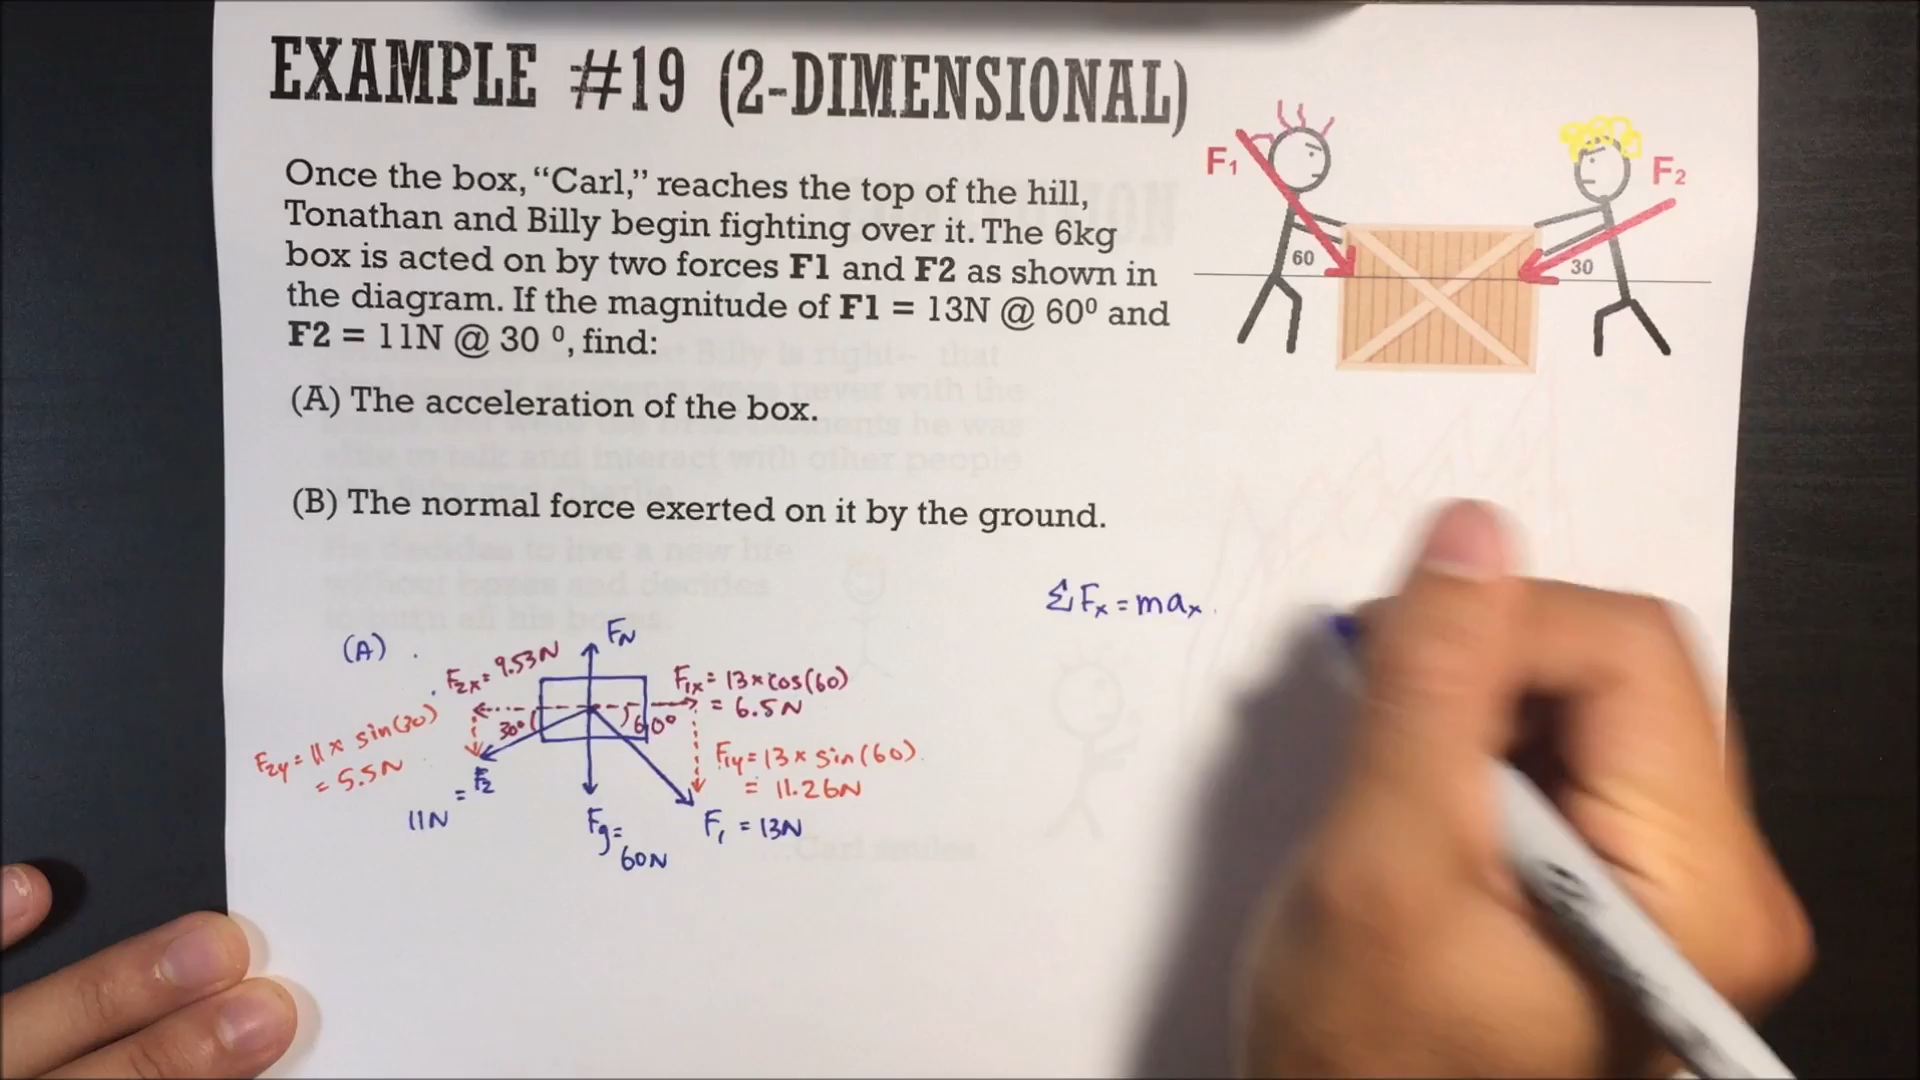 EXAMPLE #19 (2-DIMENSIONAL)
Once the box, “Carl,” reaches the top of the hill,
Tonathan and Billy begin fighting over it. The 6kg
box is acted on by two forces F1 and F2 as shown in
the diagram. If the magnitude of F1 = 13N @ 60⁰ and
F2 = 11N @ 30 ⁰, find:
(A) The acceleration of the box.
(B) The normal force exerted on it by the ground.
F₁
60
F₂
30
ΣFₓ = maₓ
(A)
F_N
F₂ₓ = 9.53N
F₁ₓ = 13×cos(60)
= 6.5N
30°
60°
F₂y = 11 × sin(30)
= 5.5N
F₁y = 13 × sin(60)
= 11.26N
F₂
= 11N
Fg =
60N
F₁ = 13N
Carl smiles